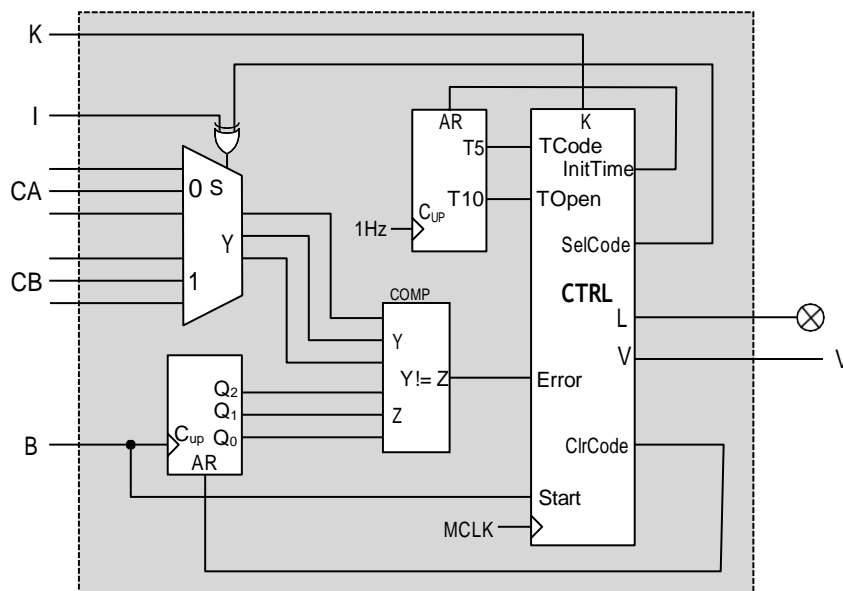 K
I
CA
CB
B
0 S
Y
1
AR
T5
T10
CUP
1Hz
K
TCode
InitTime
TOpen
SelCode
CTRL
L
V
Error
ClrCode
Start
MCLK
COMP
Y
Y!= Z
Z
Q2
Q1
Q0
Cup
AR